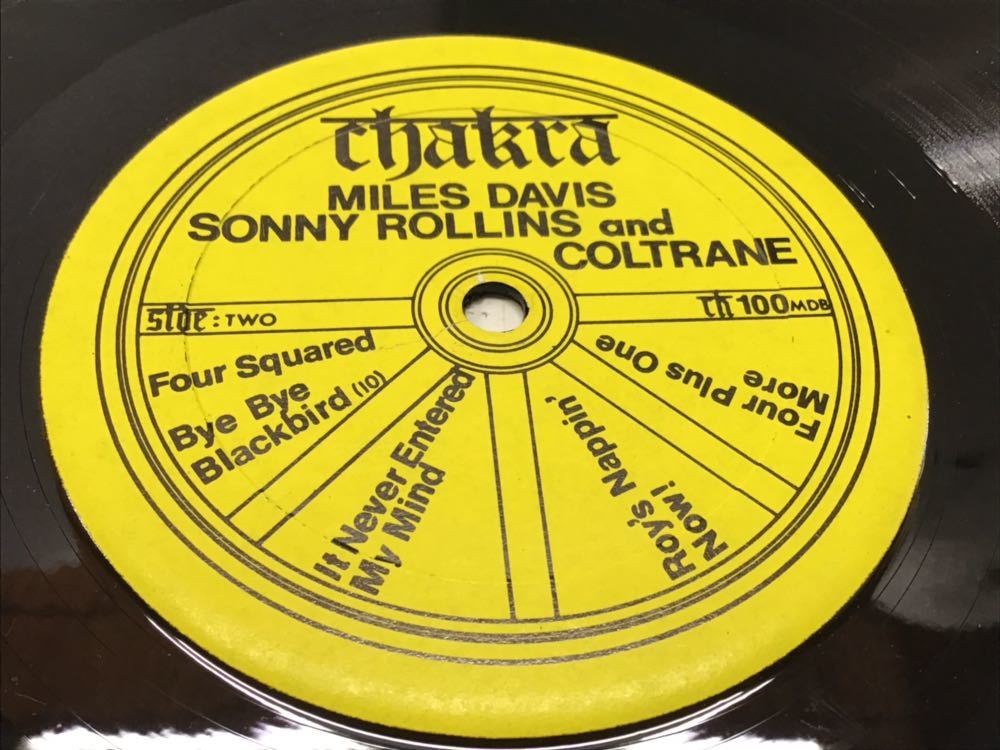 chakra
MILES DAVIS
SONNY ROLLINS and
COLTRANE
side: TWO
ch 100 MDB
Four Squared
Bye Bye
Blackbird (10)
It Never Entered
My Mind
Roy's Nappin'
Now!
Four Plus One
More